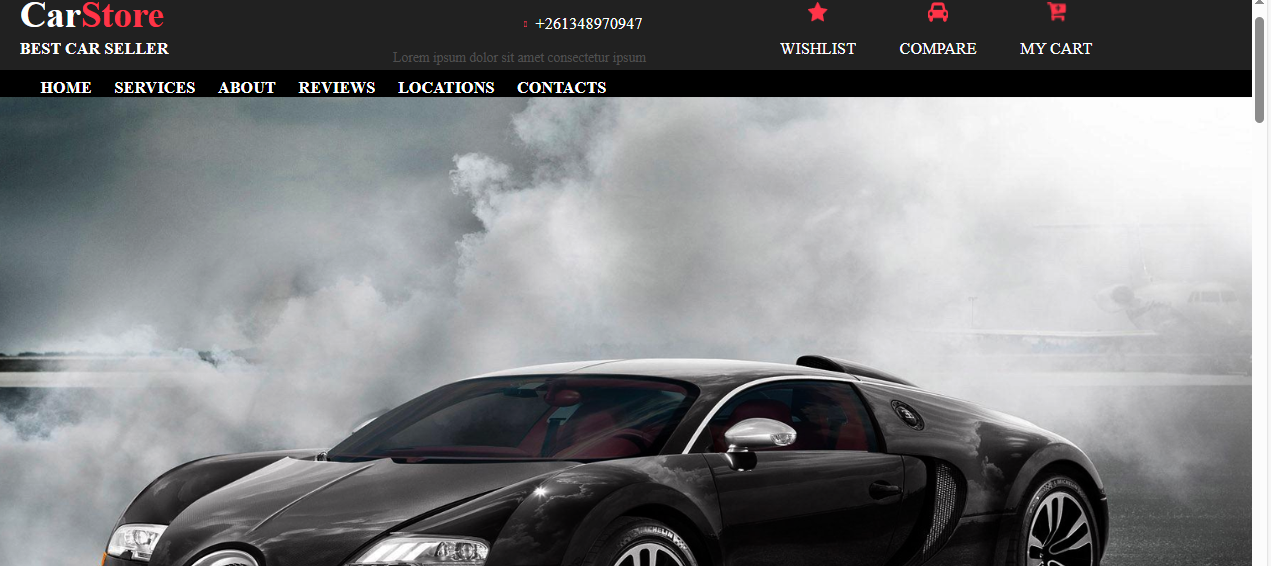 CarStore
BEST CAR SELLER
+261348970947
Lorem ipsum dolor sit amet consectetur ipsum
WISHLIST
COMPARE
MY CART
HOME SERVICES ABOUT REVIEWS LOCATIONS CONTACTS